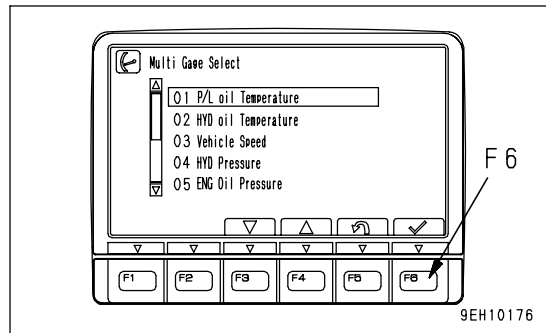 Multi Gage Select
01 P/L oil Temperature
02 HYD oil Temperature
03 Vehicle Speed
04 HYD Pressure
05 ENG Oil Pressure
F6
F1 F2 F3 F4 F5 F6
9EH10176